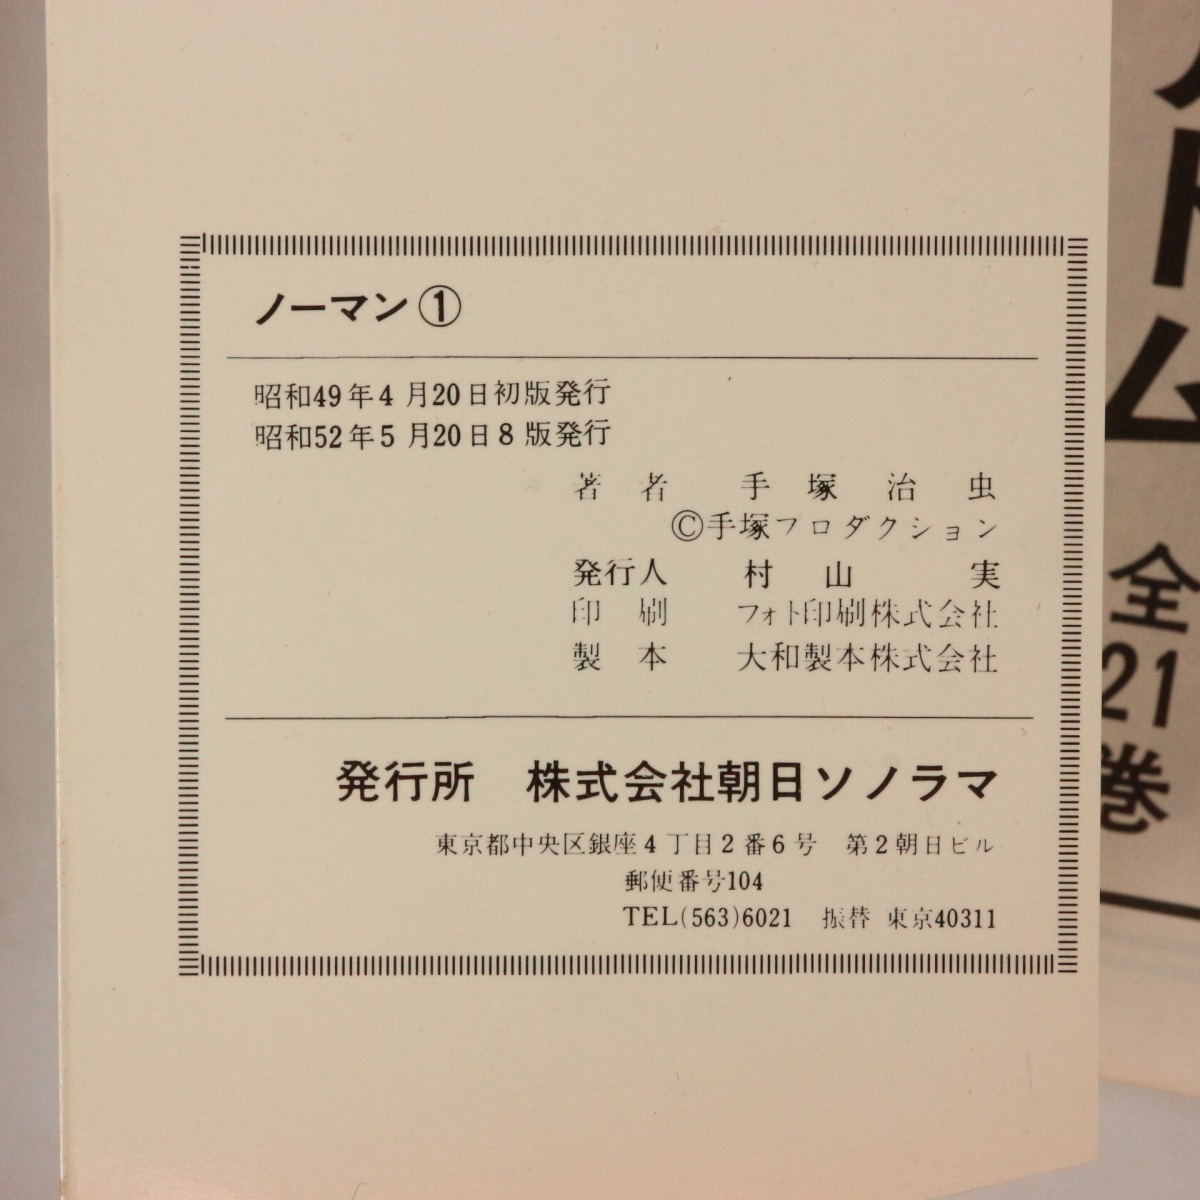 ノーマン①
昭和49年4月20日初版発行
昭和52年5月20日8版発行
著者 手塚治虫
©手塚プロダクション
発行人 村山実
印刷 フォト印刷株式会社
製本 大和製本株式会社
発行所 株式会社朝日ソノラマ
東京都中央区銀座4丁目2番6号 第2朝日ビル
郵便番号104
TEL(563)6021 振替 東京40311
トム
全21巻